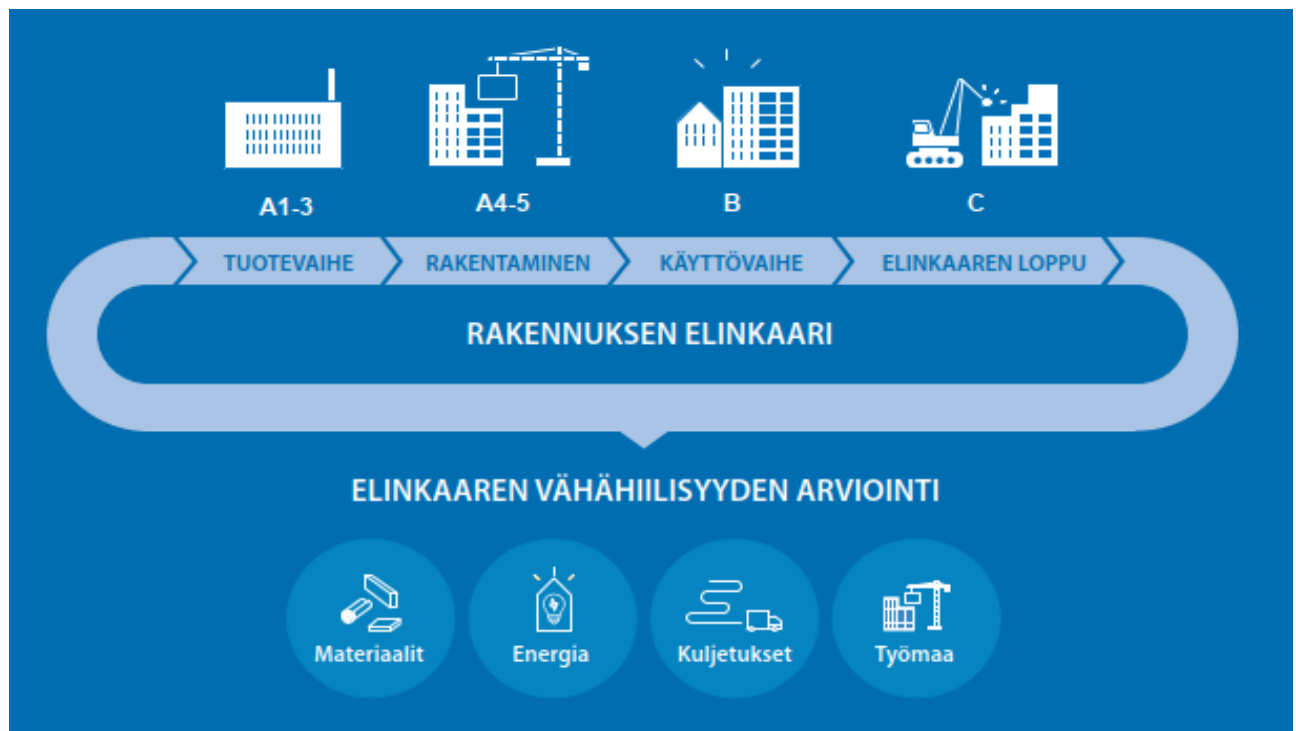 A1-3
A4-5
B
C
TUOTEVAIHE
RAKENTAMINEN
KÄYTTÖVAIHE
ELINKAAREN LOPPU
RAKENNUKSEN ELINKAARI
ELINKAAREN VÄHÄHIILISYYDEN ARVIOINTI
Materiaalit
Energia
Kuljetukset
Työmaa